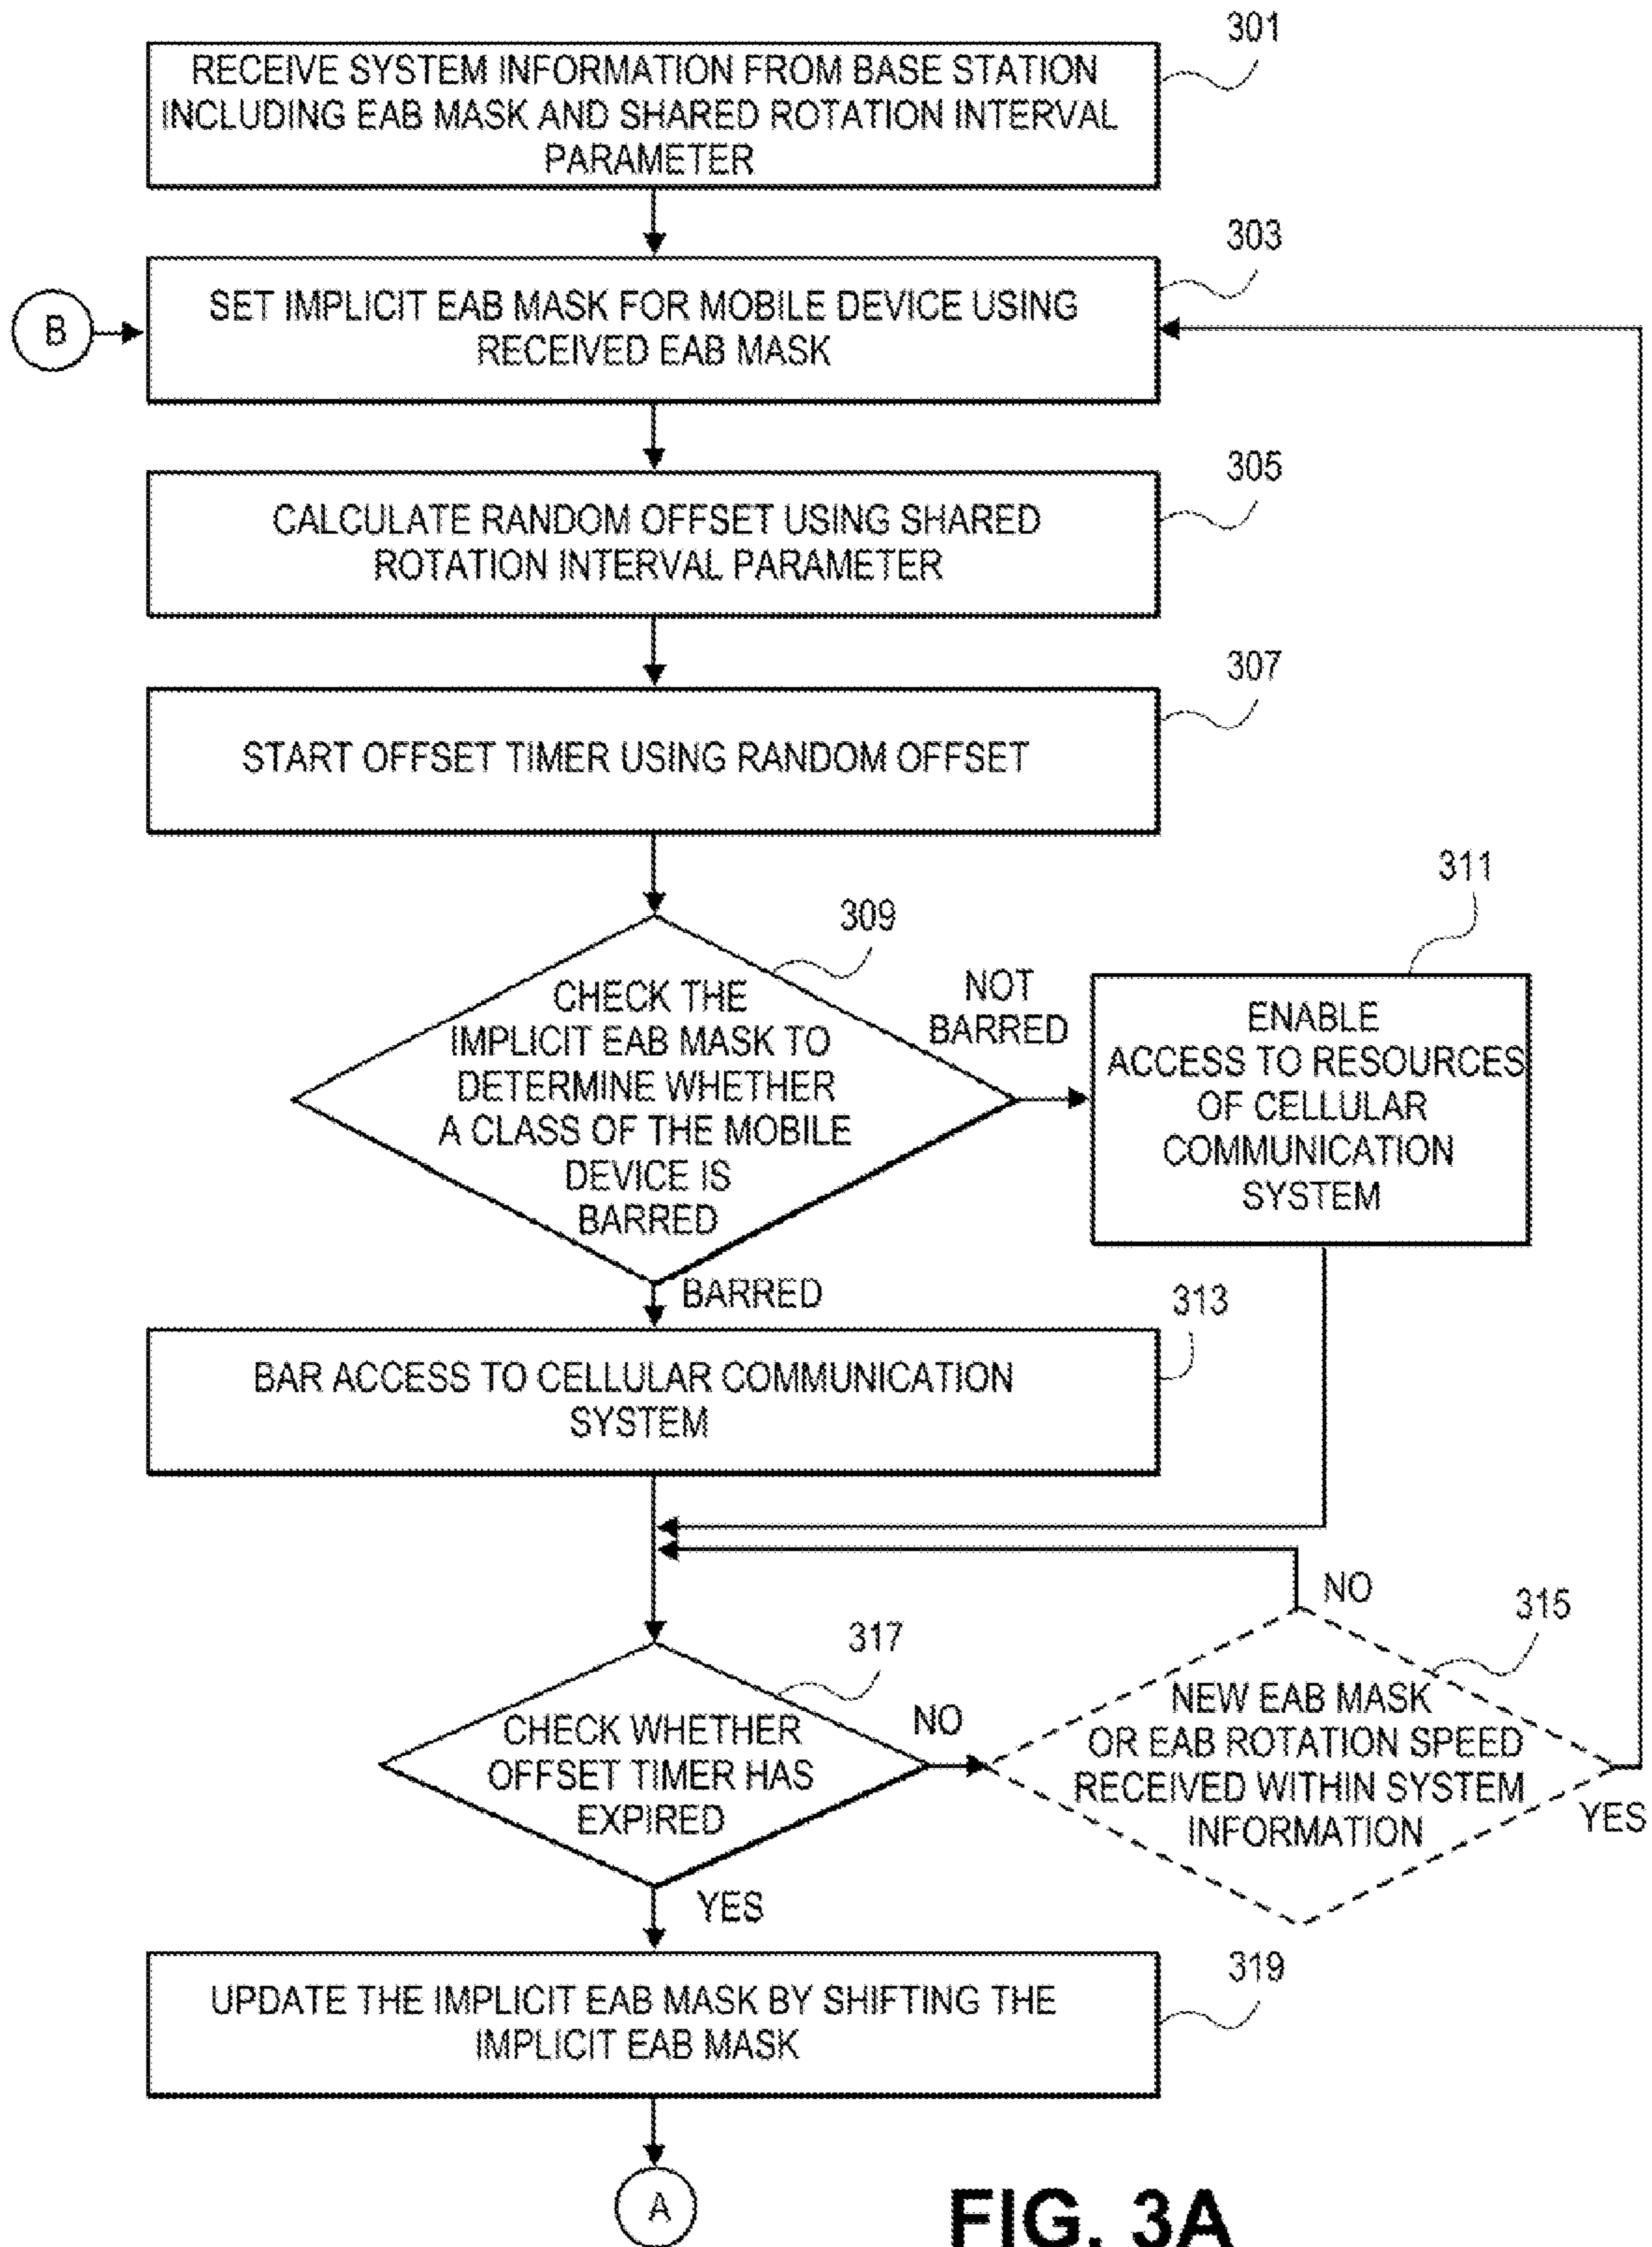 301
RECEIVE SYSTEM INFORMATION FROM BASE STATION
INCLUDING EAB MASK AND SHARED ROTATION INTERVAL
PARAMETER
303
B
SET IMPLICIT EAB MASK FOR MOBILE DEVICE USING
RECEIVED EAB MASK
305
CALCULATE RANDOM OFFSET USING SHARED
ROTATION INTERVAL PARAMETER
307
START OFFSET TIMER USING RANDOM OFFSET
309
CHECK THE
IMPLICIT EAB MASK TO
DETERMINE WHETHER
A CLASS OF THE MOBILE
DEVICE IS
BARRED
NOT
BARRED
311
ENABLE
ACCESS TO RESOURCES
OF CELLULAR
COMMUNICATION
SYSTEM
BARRED
313
BAR ACCESS TO CELLULAR COMMUNICATION
SYSTEM
317
CHECK WHETHER
OFFSET TIMER HAS
EXPIRED
NO
NO
315
NEW EAB MASK
OR EAB ROTATION SPEED
RECEIVED WITHIN SYSTEM
INFORMATION
YES
YES
319
UPDATE THE IMPLICIT EAB MASK BY SHIFTING THE
IMPLICIT EAB MASK
A
FIG. 3A